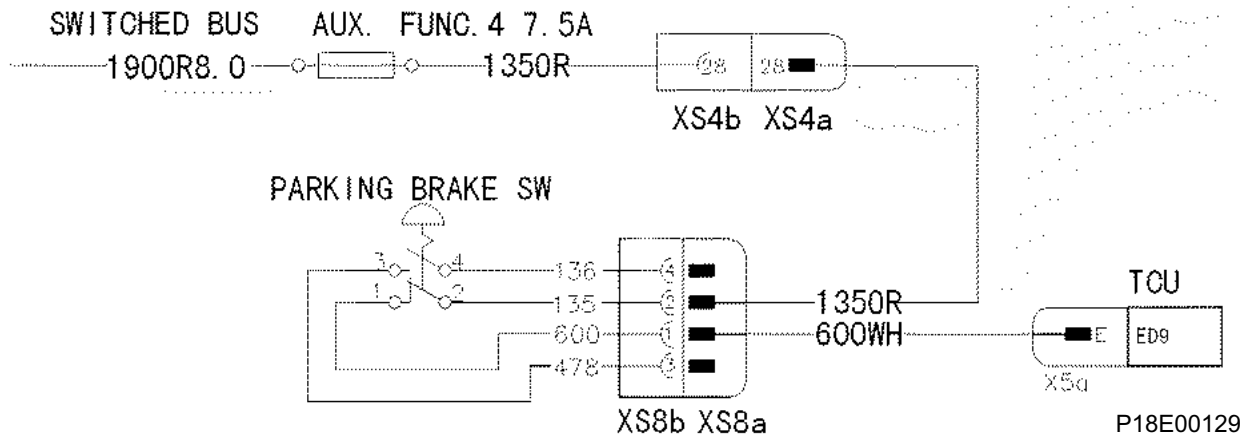 SWITCHED BUS AUX. FUNC.4 7.5A
1900R8.0 1350R 28 28
XS4b XS4a
PARKING BRAKE SW
3 4 136 4
1 2 135 2 1350R TCU
600 1 600WH E ED9
478 3 X5a
XS8b XS8a
P18E00129